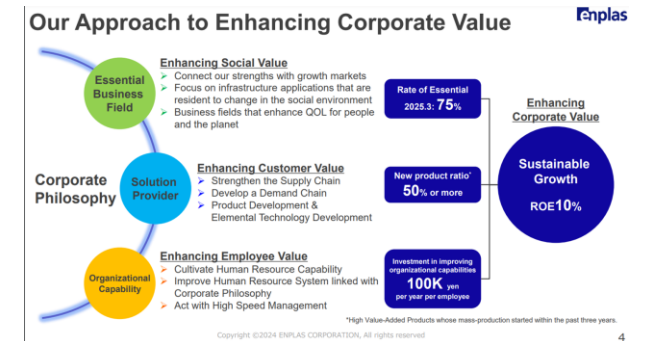 Our Approach to Enhancing Corporate Value
Enplas
Essential
Business
Field
Enhancing Social Value
Connect our strengths with growth markets
Focus on infrastructure applications that are
resident to change in the social environment
Business fields that enhance QOL for people
and the planet
Rate of Essential
2025.3: 75%
Enhancing
Corporate Value
Corporate
Philosophy
Solution
Provider
Enhancing Customer Value
Strengthen the Supply Chain
Develop a Demand Chain
Product Development &
Elemental Technology Development
New product ratio*
50% or more
Sustainable
Growth
ROE10%
Organizational
Capability
Enhancing Employee Value
Cultivate Human Resource Capability
Improve Human Resource System linked with
Corporate Philosophy
Act with High Speed Management
Investment in improving
organizational capabilities
100K yen
per year per employee
*High Value-Added Products whose mass-production started within the past three years.
Copyright ©2024 ENPLAS CORPORATION, All rights reserved
4